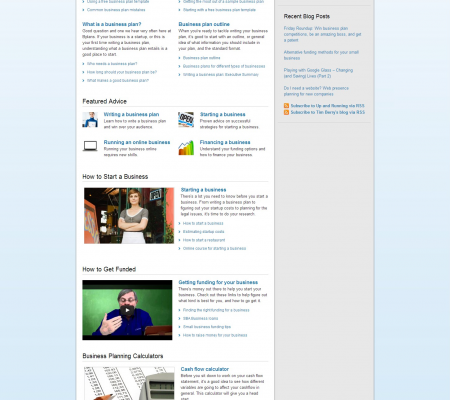 Using a free business plan template
Getting the most out of a sample business plan
Common business plan mistakes
Starting with a free business plan template
What is a business plan?
Business plan outline
Good question and one we hear very often here at
Bplans. If your business is a startup, or this is
your first time writing a business plan,
understanding what a business plan entails is a
good place to start.
When you're ready to tackle writing your business
plan, it's good to start with an outline, a general
idea of what information you should include in
your plan, and the standard format.
Who needs a business plan?
How long should your business plan be?
What makes a good business plan?
Business plan outline
Business plans for different types of businesses
Writing a business plan: Executive Summary
Featured Advice
Writing a business plan
Learn how to write a business plan
and win over your audience.
Starting a business
Proven advice on successful
strategies for starting a business.
Running an online business
Running your business online
requires new skills.
Financing a business
Understand your funding options
and how to finance your business.
How to Start a Business
Starting a business
There's a lot you need to know before you start a
business. From writing a business plan to
figuring out your startup costs to planning for the
legal issues, it's time to do your research.
How to start a business
Estimating startup costs
How to start a restaurant
Online course for starting a business
How to Get Funded
Getting funding for your business
There's money out there to help you start your
business. Check out these links to help figure out
what kind is best for you, and how to go get it.
Finding the right funding for a business
SBA Business loans
Small business funding tips
How to raise money for your business
Business Planning Calculators
Cash flow calculator
Before you sit down to work on your cash flow
statement, it's a good idea to see how different
variables are going to affect your cashflow in
general. This calculator will give you a head
Recent Blog Posts
Friday Roundup: Win business
competitions, be an amazing boss, and get
a patent
Alternative funding methods for your small
business
Playing with Google Glass – Changing
(and Saving) Lives (Part 2)
Do I need a website? Web presence
planning for new companies
Subscribe to Up and Running via RSS
Subscribe to Tim Berry's blog via RSS